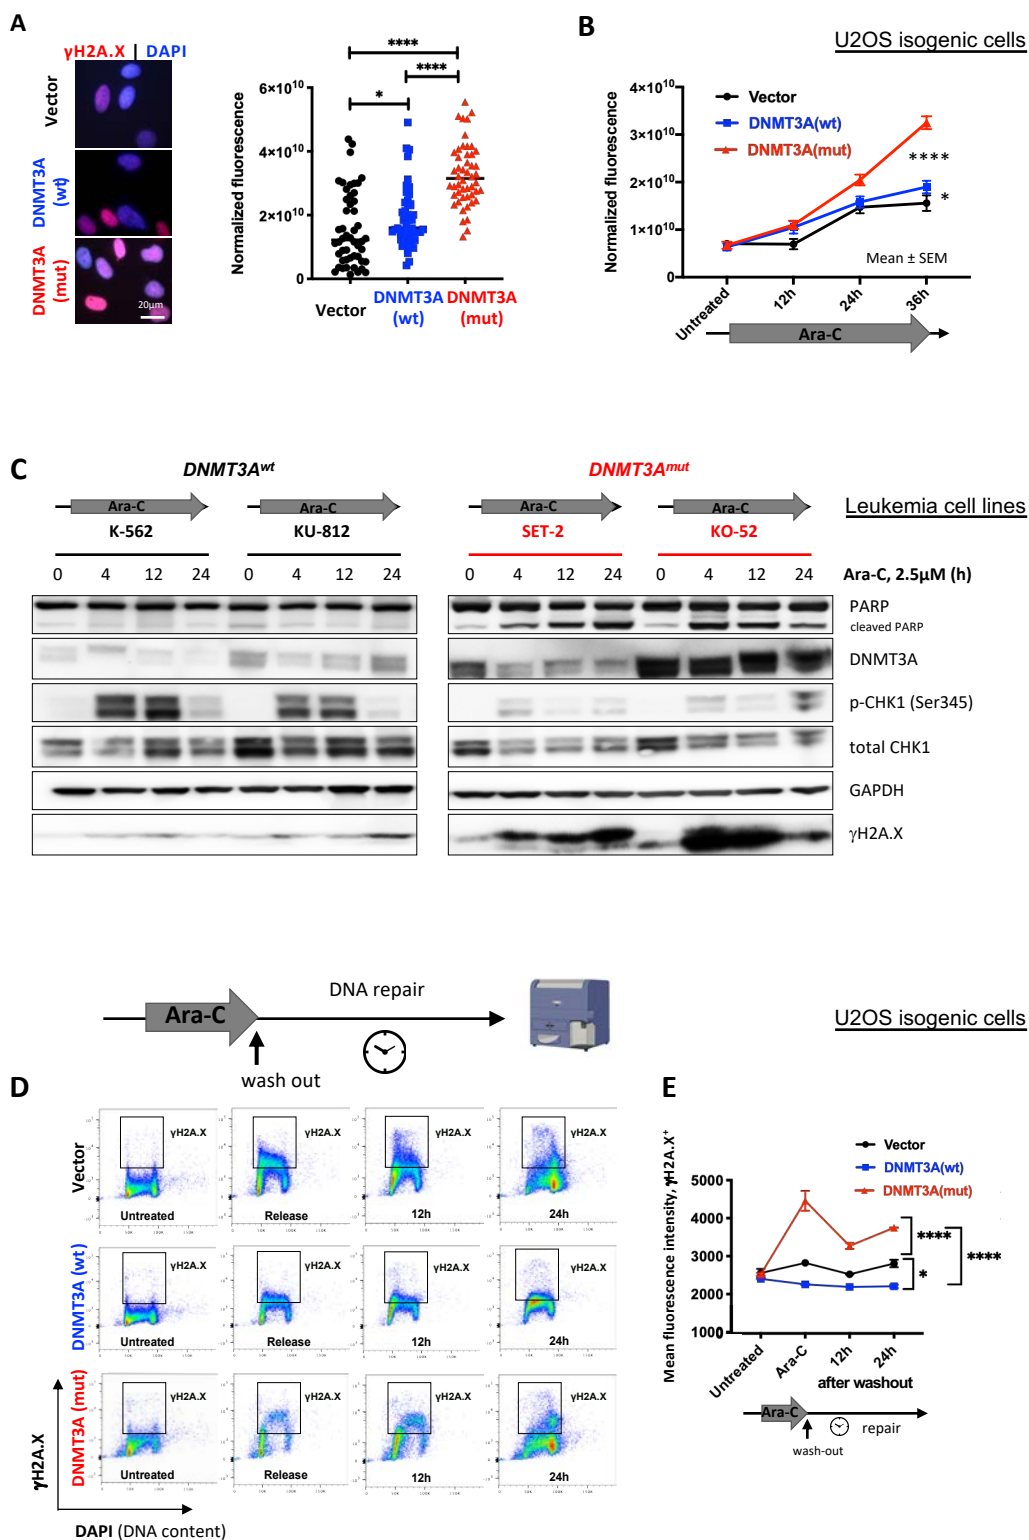 A
γH2A.X | DAPI
Vector
DNMT3A
(wt)
DNMT3A
(mut)
20μm
Normalized fluorescence
6×10¹⁰
4×10¹⁰
2×10¹⁰
0
****
****
*
Vector
DNMT3A
(wt)
DNMT3A
(mut)
B
U2OS isogenic cells
Normalized fluorescence
4×10¹⁰
3×10¹⁰
2×10¹⁰
1×10¹⁰
0
Vector
DNMT3A(wt)
DNMT3A(mut)
****
*
Mean ± SEM
Untreated
12h
24h
36h
Ara-C
C
DNMT3Aʷᵗ
DNMT3Aᵐᵘᵗ
Leukemia cell lines
Ara-C
Ara-C
Ara-C
Ara-C
K-562
KU-812
SET-2
KO-52
0 4 12 24 0 4 12 24 0 4 12 24 0 4 12 24
Ara-C, 2.5μM (h)
PARP
cleaved PARP
DNMT3A
p-CHK1 (Ser345)
total CHK1
GAPDH
γH2A.X
Ara-C
DNA repair
wash out
U2OS isogenic cells
D
Vector
γH2A.X γH2A.X γH2A.X γH2A.X
Untreated Release 12h 24h
DNMT3A (wt)
γH2A.X γH2A.X γH2A.X γH2A.X
Untreated Release 12h 24h
DNMT3A (mut)
γH2A.X γH2A.X γH2A.X γH2A.X
Untreated Release 12h 24h
γH2A.X
DAPI (DNA content)
E
Mean fluorescence intensity, γH2A.X⁺
Vector
DNMT3A(wt)
DNMT3A(mut)
5000
4000
3000
2000
1000
****
*
****
Untreated
Ara-C
12h
24h
after washout
Ara-C
repair
wash-out